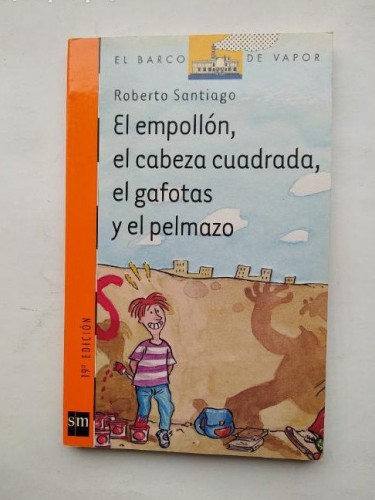 EL BARCO DE VAPOR
Roberto Santiago
El empollón,
el cabeza cuadrada,
el gafotas
y el pelmazo
S
19ª EDICIÓN
sm